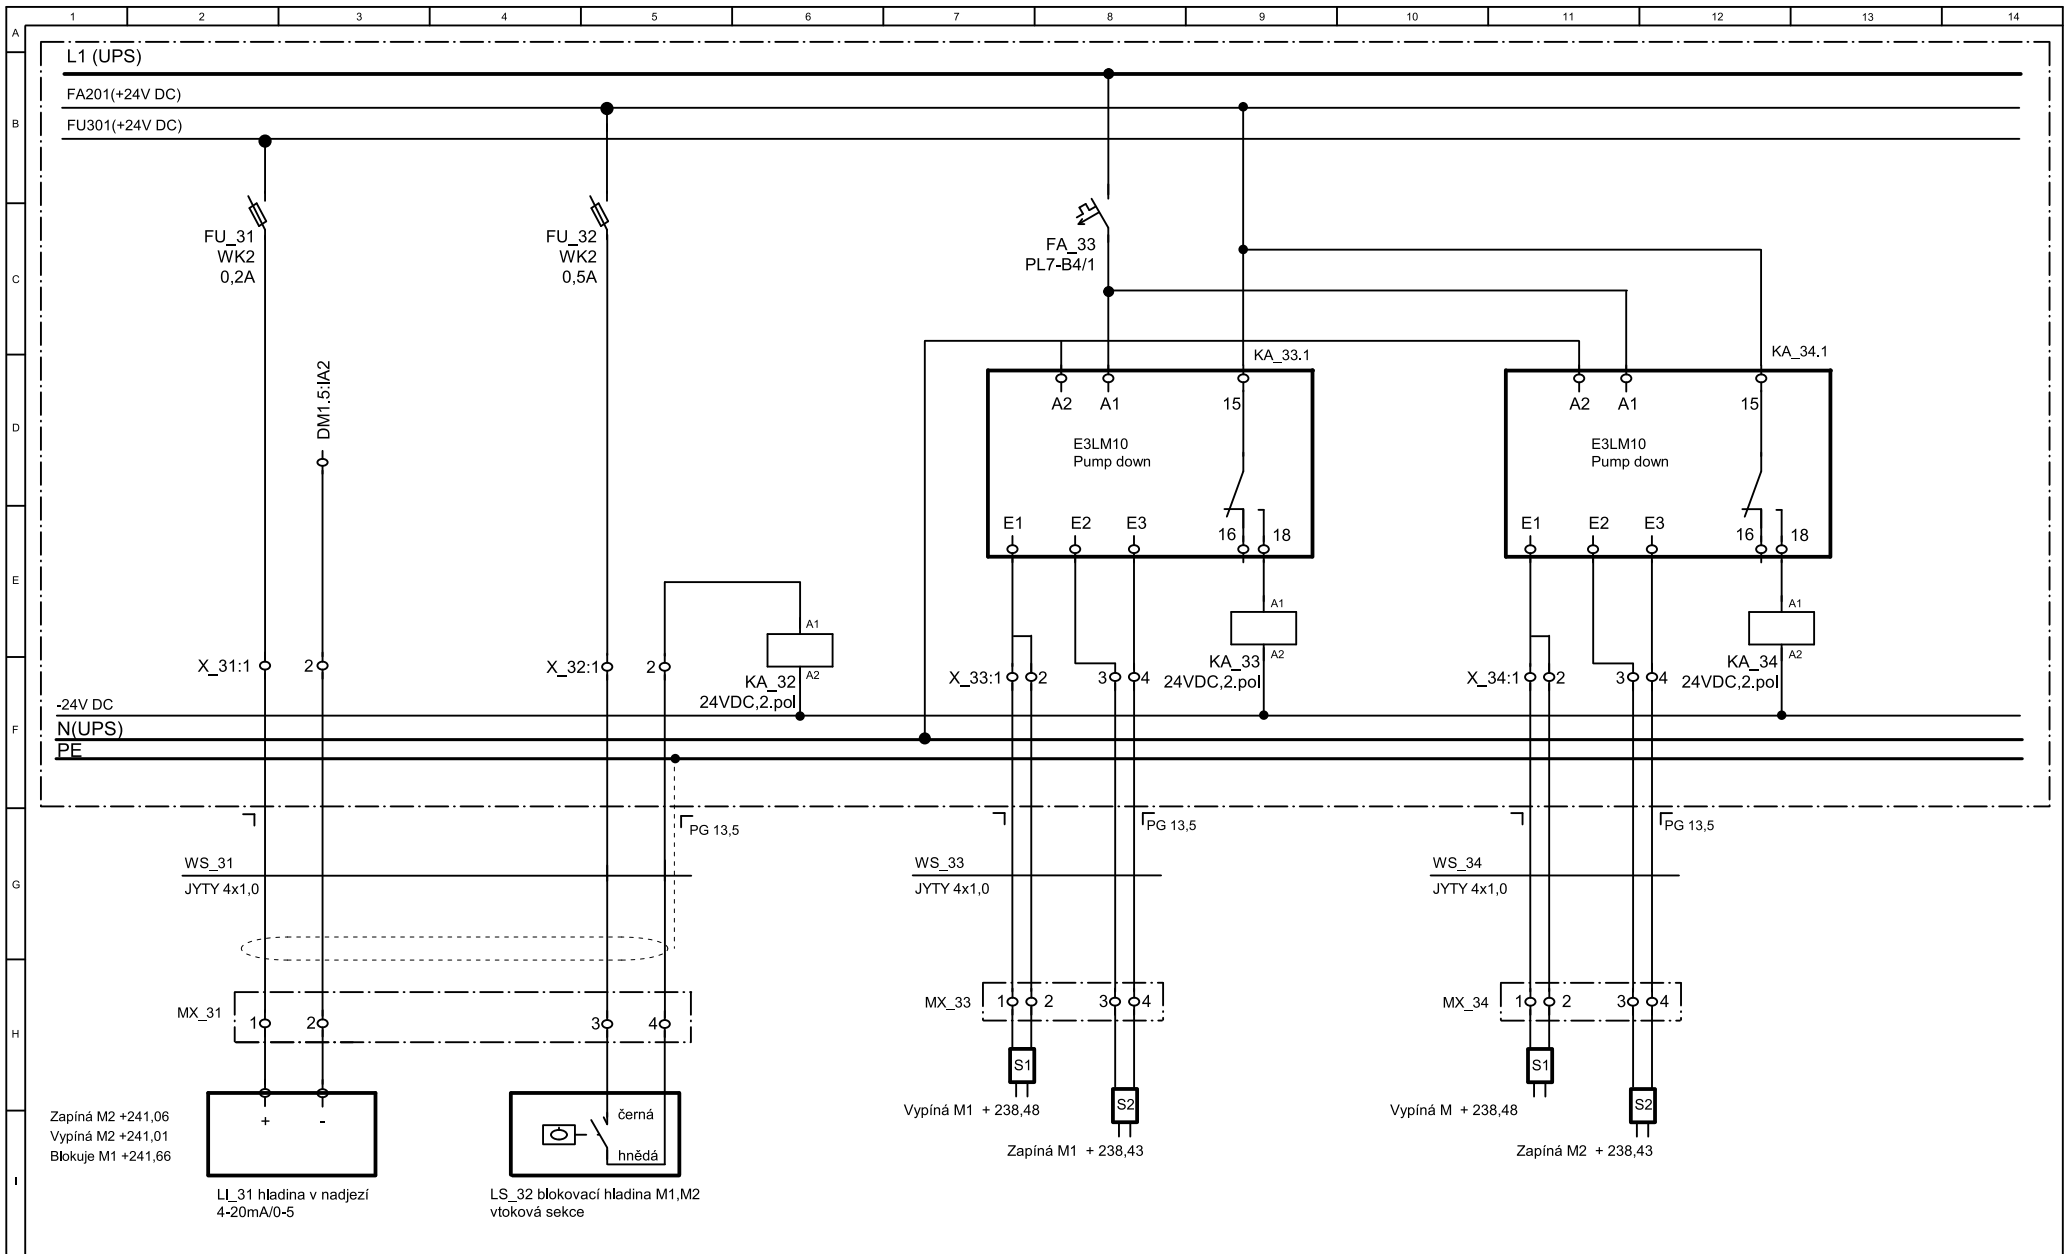 1 2 3 4 5 6 7 8 9 10 11 12 13 14
A
L1 (UPS)
FA201(+24V DC)
B
FU301(+24V DC)
FU_31
WK2
0,2A
FU_32
WK2
0,5A
FA_33
PL7-B4/1
C
DM1.5:IA2
KA_33.1
KA_34.1
A2 A1 15
A2 A1 15
D
E3LM10
Pump down
E3LM10
Pump down
E1 E2 E3 16 18
E1 E2 E3 16 18
E
A1
A2
KA_32
24VDC,2.pol
A1
A2
KA_33
24VDC,2.pol
A1
A2
KA_34
24VDC,2.pol
X_31:1 2
X_32:1 2
X_33:1 2 3 4
X_34:1 2 3 4
-24V DC
F
N(UPS)
PE
PG 13,5
PG 13,5
PG 13,5
WS_31
JYTY 4x1,0
WS_33
JYTY 4x1,0
WS_34
JYTY 4x1,0
G
MX_31
1 2 3 4
MX_33
1 2 3 4
MX_34
1 2 3 4
H
S1
S2
S1
S2
Zapíná M2 +241,06
Vypíná M2 +241,01
Blokuje M1 +241,66
+ -
černá
hnědá
Vypíná M1 + 238,48
Zapíná M1 + 238,43
Vypíná M + 238,48
Zapíná M2 + 238,43
I
LI_31 hladina v nadjezí
4-20mA/0-5
LS_32 blokovací hladina M1,M2
vtoková sekce